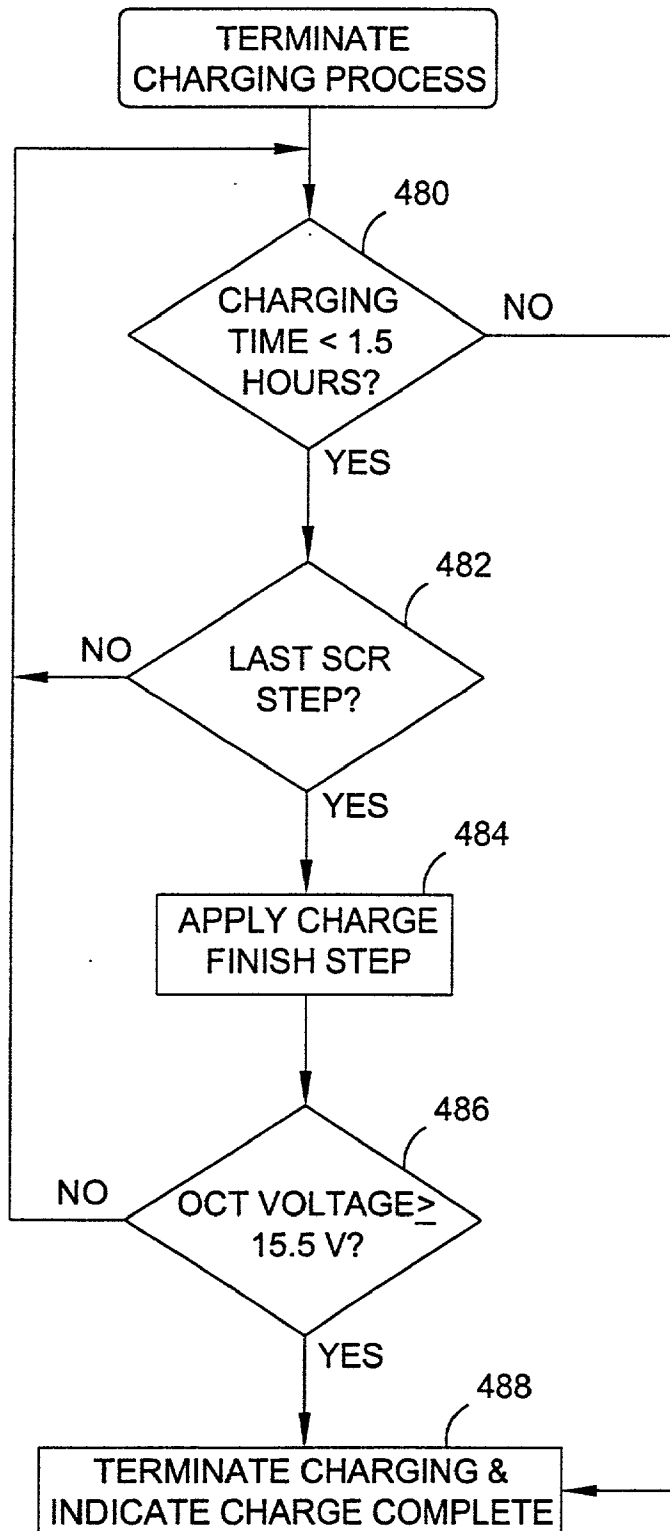 TERMINATE
CHARGING PROCESS
480
CHARGING
TIME < 1.5
HOURS?
NO
YES
482
LAST SCR
STEP?
NO
YES
484
APPLY CHARGE
FINISH STEP
486
OCT VOLTAGE≥
15.5 V?
NO
YES
488
TERMINATE CHARGING &
INDICATE CHARGE COMPLETE